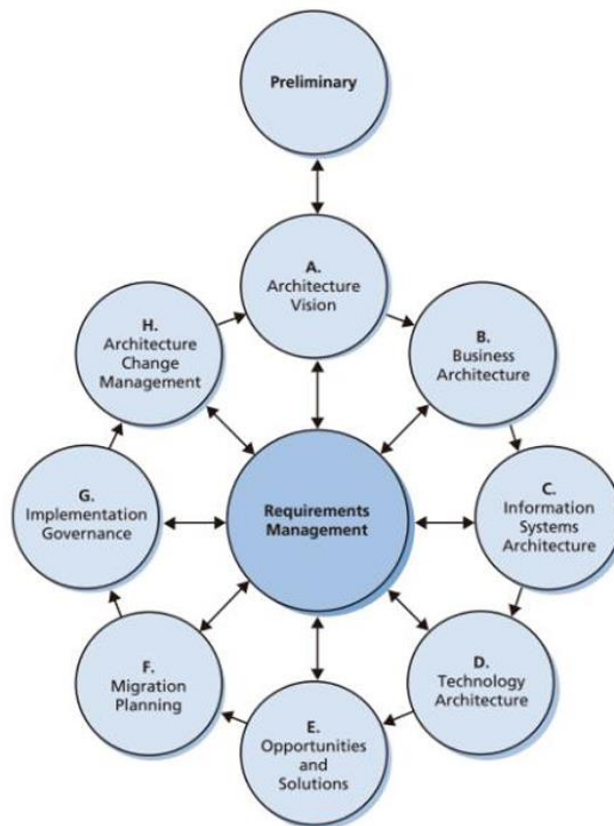 Preliminary
A.
Architecture
Vision
B.
Business
Architecture
C.
Information
Systems
Architecture
D.
Technology
Architecture
E.
Opportunities
and
Solutions
F.
Migration
Planning
G.
Implementation
Governance
H.
Architecture
Change
Management
Requirements
Management